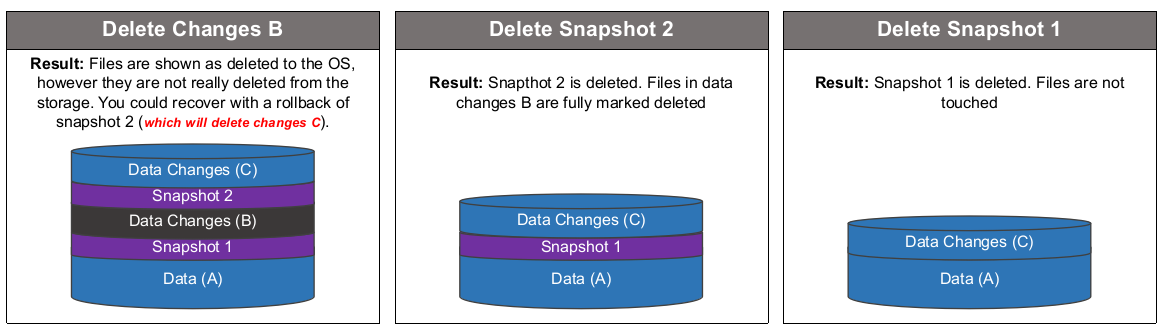 Delete Changes B
Result: Files are shown as deleted to the OS,
however they are not really deleted from the
storage. You could recover with a rollback of
snapshot 2 (which will delete changes C).
Data Changes (C)
Snapshot 2
Data Changes (B)
Snapshot 1
Data (A)
Delete Snapshot 2
Result: Snapthot 2 is deleted. Files in data
changes B are fully marked deleted
Data Changes (C)
Snapshot 1
Data (A)
Delete Snapshot 1
Result: Snapshot 1 is deleted. Files are not
touched
Data Changes (C)
Data (A)